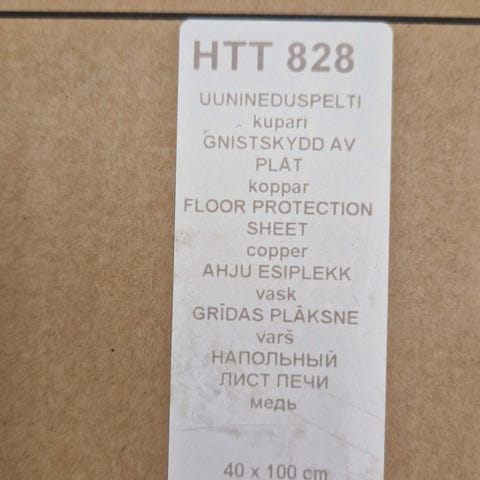 HTT 828
UUNINEDUSPELTI
kupari
GNISTSKYDD AV
PLÅT
koppar
FLOOR PROTECTION
SHEET
copper
AHJU ESIPLEKK
vask
GRĪDAS PLĀKSNE
varš
НАПОЛЬНЫЙ
ЛИСТ ПЕЧИ
медь
40 x 100 cm